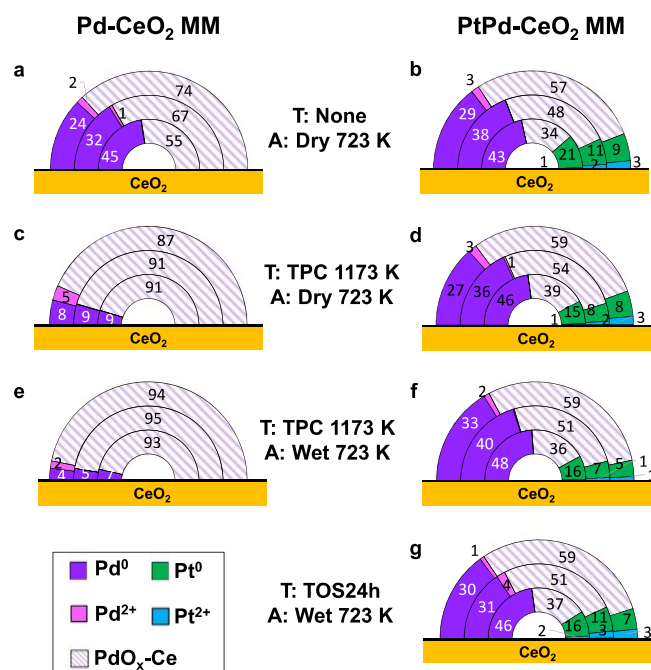 Pd-CeO₂ MM
PtPd-CeO₂ MM
a
2
74
1
67
24
32
55
45
CeO₂
T: None
A: Dry 723 K
b
3
57
29
48
38
34
43
1
21
11
9
2
3
CeO₂
c
87
91
91
5
8
9
9
CeO₂
T: TPC 1173 K
A: Dry 723 K
d
3
59
1
54
27
36
46
39
1
15
8
8
2
3
CeO₂
e
94
95
93
2
4
5
7
CeO₂
T: TPC 1173 K
A: Wet 723 K
f
2
59
33
51
40
36
48
16
7
5
1
CeO₂
Pd⁰
Pt⁰
Pd²⁺
Pt²⁺
PdOₓ-Ce
T: TOS24h
A: Wet 723 K
g
1
59
4
51
30
31
37
46
2
16
11
7
3
3
CeO₂